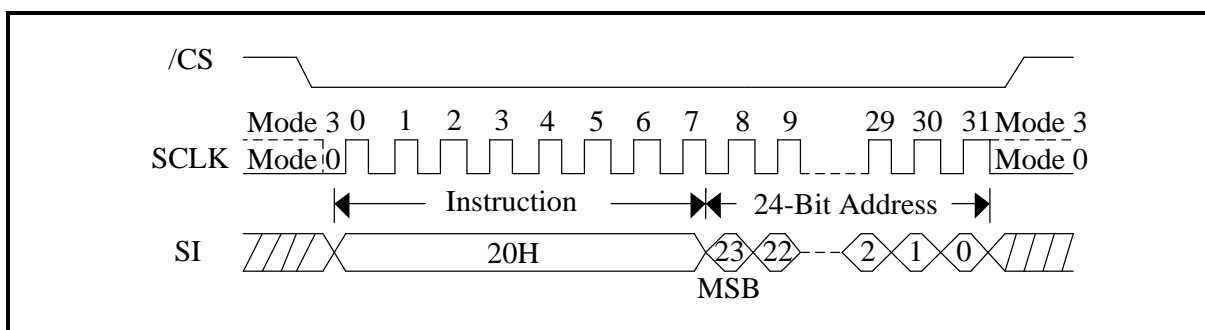 /CS
Mode 3 0 1 2 3 4 5 6 7 8 9 29 30 31 Mode 3
SCLK Mode 0 Mode 0
Instruction 24-Bit Address
SI 20H 23 22 2 1 0
MSB